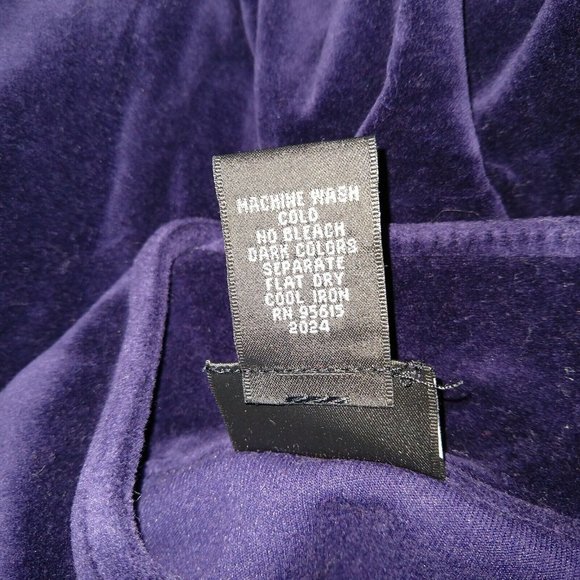 MACHINE WASH
COLD
NO BLEACH
DARK COLORS
SEPARATE
FLAT DRY
COOL IRON
RN 95615
2024